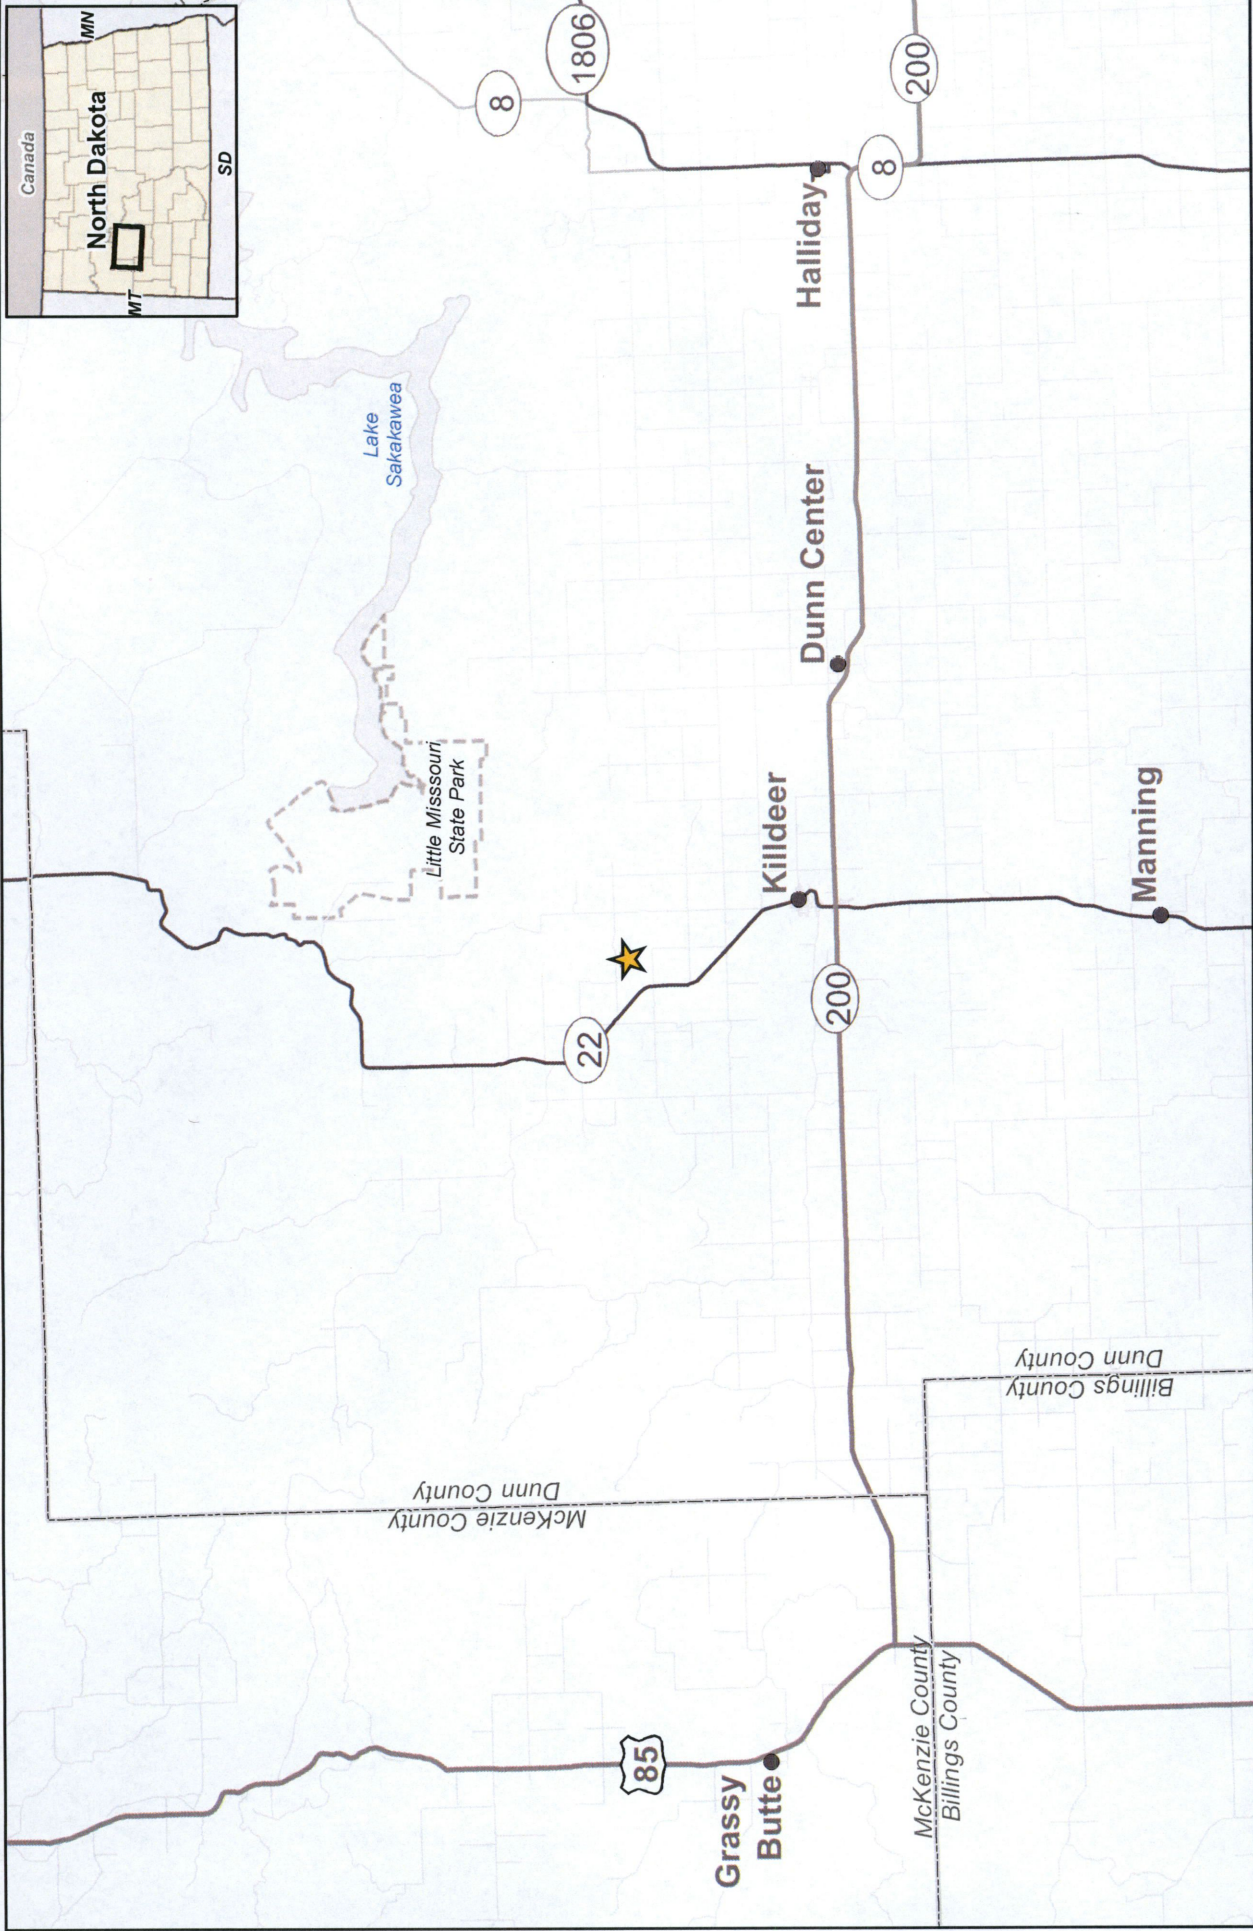 Canada
North Dakota
MT
MN
SD
Lake
Sakakawea
Little Misssouri
State Park
8
1806
22
200
200
8
85
Halliday
Dunn Center
Killdeer
Manning
Grassy
Butte
Dunn County
McKenzie County
Dunn County
Billings County
McKenzie County
Billings County